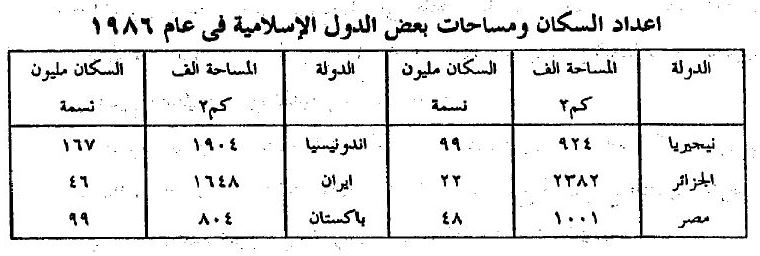 اعداد السكان ومساحات بعض الدول الإسلامية فى عام ١٩٨٦
الدولة المساحة الف كم٢ السكان مليون نسمة الدولة المساحة الف كم٢ السكان مليون نسمة
نيجيريا ٩٢٤ ٩٩ اندونيسيا ١٩٠٤ ١٦٧
الجزائر ٢٣٨٢ ٢٢ ايران ١٦٤٨ ٤٦
مصر ١٠٠١ ٤٨ باكستان ٨٠٤ ٩٩